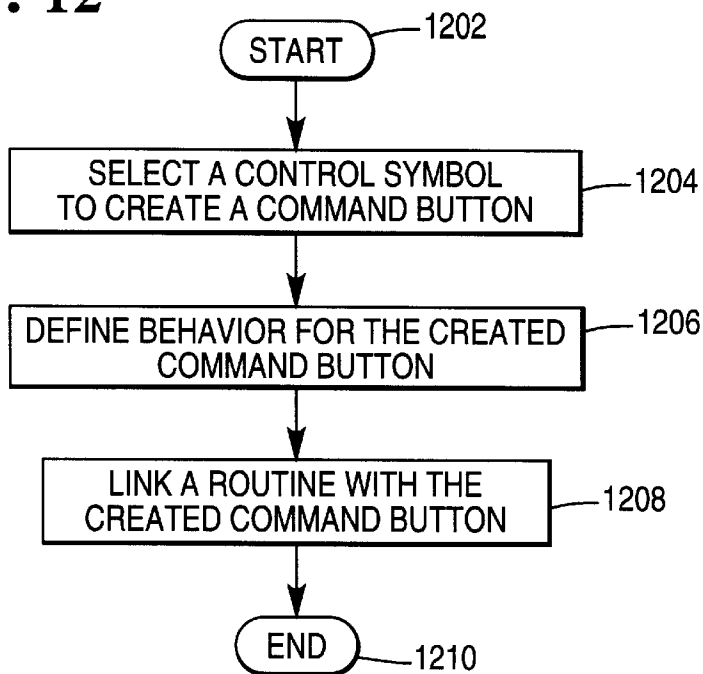 . 12
START
1202
SELECT A CONTROL SYMBOL
TO CREATE A COMMAND BUTTON
1204
DEFINE BEHAVIOR FOR THE CREATED
COMMAND BUTTON
1206
LINK A ROUTINE WITH THE
CREATED COMMAND BUTTON
1208
END
1210